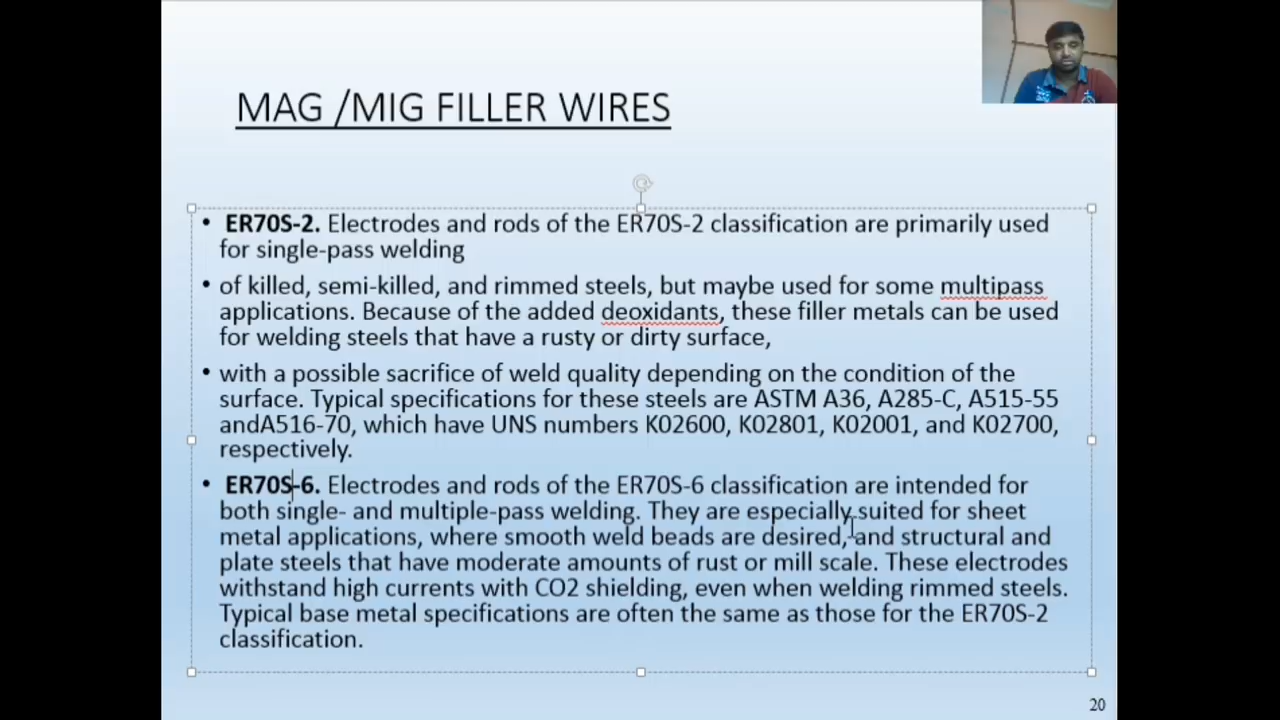 MAG /MIG FILLER WIRES
• ER70S-2. Electrodes and rods of the ER70S-2 classification are primarily used
for single-pass welding
• of killed, semi-killed, and rimmed steels, but maybe used for some multipass
applications. Because of the added deoxidants, these filler metals can be used
for welding steels that have a rusty or dirty surface,
• with a possible sacrifice of weld quality depending on the condition of the
surface. Typical specifications for these steels are ASTM A36, A285-C, A515-55
andA516-70, which have UNS numbers K02600, K02801, K02001, and K02700,
respectively.
• ER70S-6. Electrodes and rods of the ER70S-6 classification are intended for
both single- and multiple-pass welding. They are especially suited for sheet
metal applications, where smooth weld beads are desired, and structural and
plate steels that have moderate amounts of rust or mill scale. These electrodes
withstand high currents with CO2 shielding, even when welding rimmed steels.
Typical base metal specifications are often the same as those for the ER70S-2
classification.
20